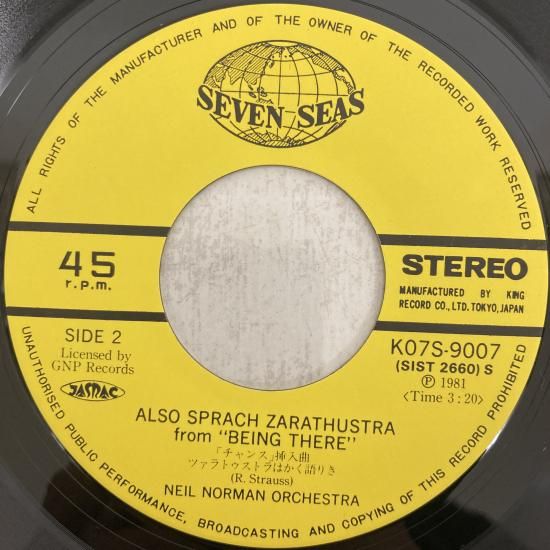 ALL RIGHTS OF THE MANUFACTURER AND OF THE OWNER OF THE RECORDED WORK RESERVED
SEVEN SEAS
45
r.p.m.
STEREO
MANUFACTURED BY KING
RECORD CO., LTD. TOKYO, JAPAN
SIDE 2
Licensed by
GNP Records
JASRAC
K07S-9007
(SIST 2660) S
Ⓟ 1981
〈Time 3:20〉
ALSO SPRACH ZARATHUSTRA
from "BEING THERE"
「チャンス」挿入曲
ツァラトゥストラはかく語りき
(R. Strauss)
NEIL NORMAN ORCHESTRA
UNAUTHORISED PUBLIC PERFORMANCE, BROADCASTING AND COPYING OF THIS RECORD PROHIBITED